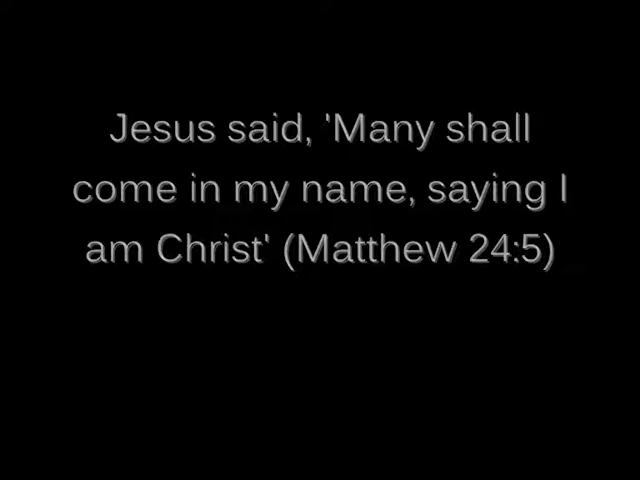 Jesus said, 'Many shall
come in my name, saying I
am Christ' (Matthew 24:5)